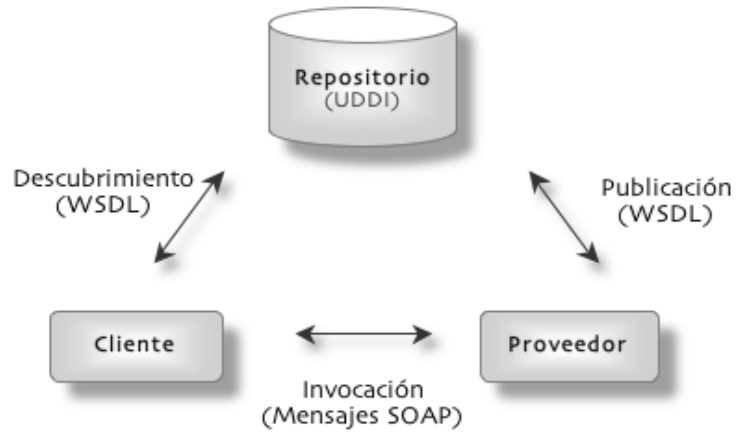 Repositorio
(UDDI)
Descubrimiento
(WSDL)
Publicación
(WSDL)
Cliente
Proveedor
Invocación
(Mensajes SOAP)